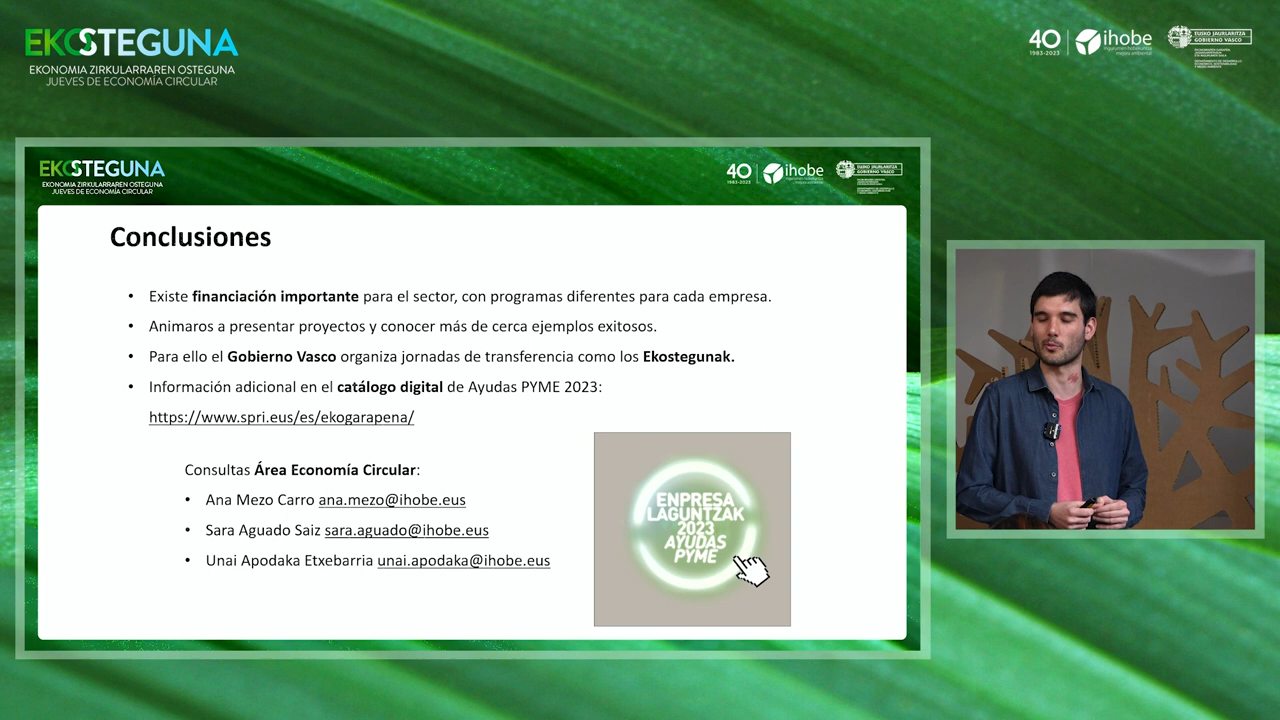 EKOSTEGUNA
EKONOMIA ZIRKULARRAREN OSTEGUNA
JUEVES DE ECONOMÍA CIRCULAR
40
1983-2023
ihobe
EUSKO JAURLARITZA
GOBIERNO VASCO
EKOSTEGUNA
EKONOMIA ZIRKULARRAREN OSTEGUNA
JUEVES DE ECONOMÍA CIRCULAR
40
1983-2023
ihobe
EUSKO JAURLARITZA
GOBIERNO VASCO
Conclusiones
• Existe financiación importante para el sector, con programas diferentes para cada empresa.
• Animaros a presentar proyectos y conocer más de cerca ejemplos exitosos.
• Para ello el Gobierno Vasco organiza jornadas de transferencia como los Ekostegunak.
• Información adicional en el catálogo digital de Ayudas PYME 2023:
https://www.spri.eus/es/ekogarapena/
Consultas Área Economía Circular:
• Ana Mezo Carro ana.mezo@ihobe.eus
• Sara Aguado Saiz sara.aguado@ihobe.eus
• Unai Apodaka Etxebarria unai.apodaka@ihobe.eus
ENPRESA
LAGUNTZAK
2023
AYUDAS
PYME